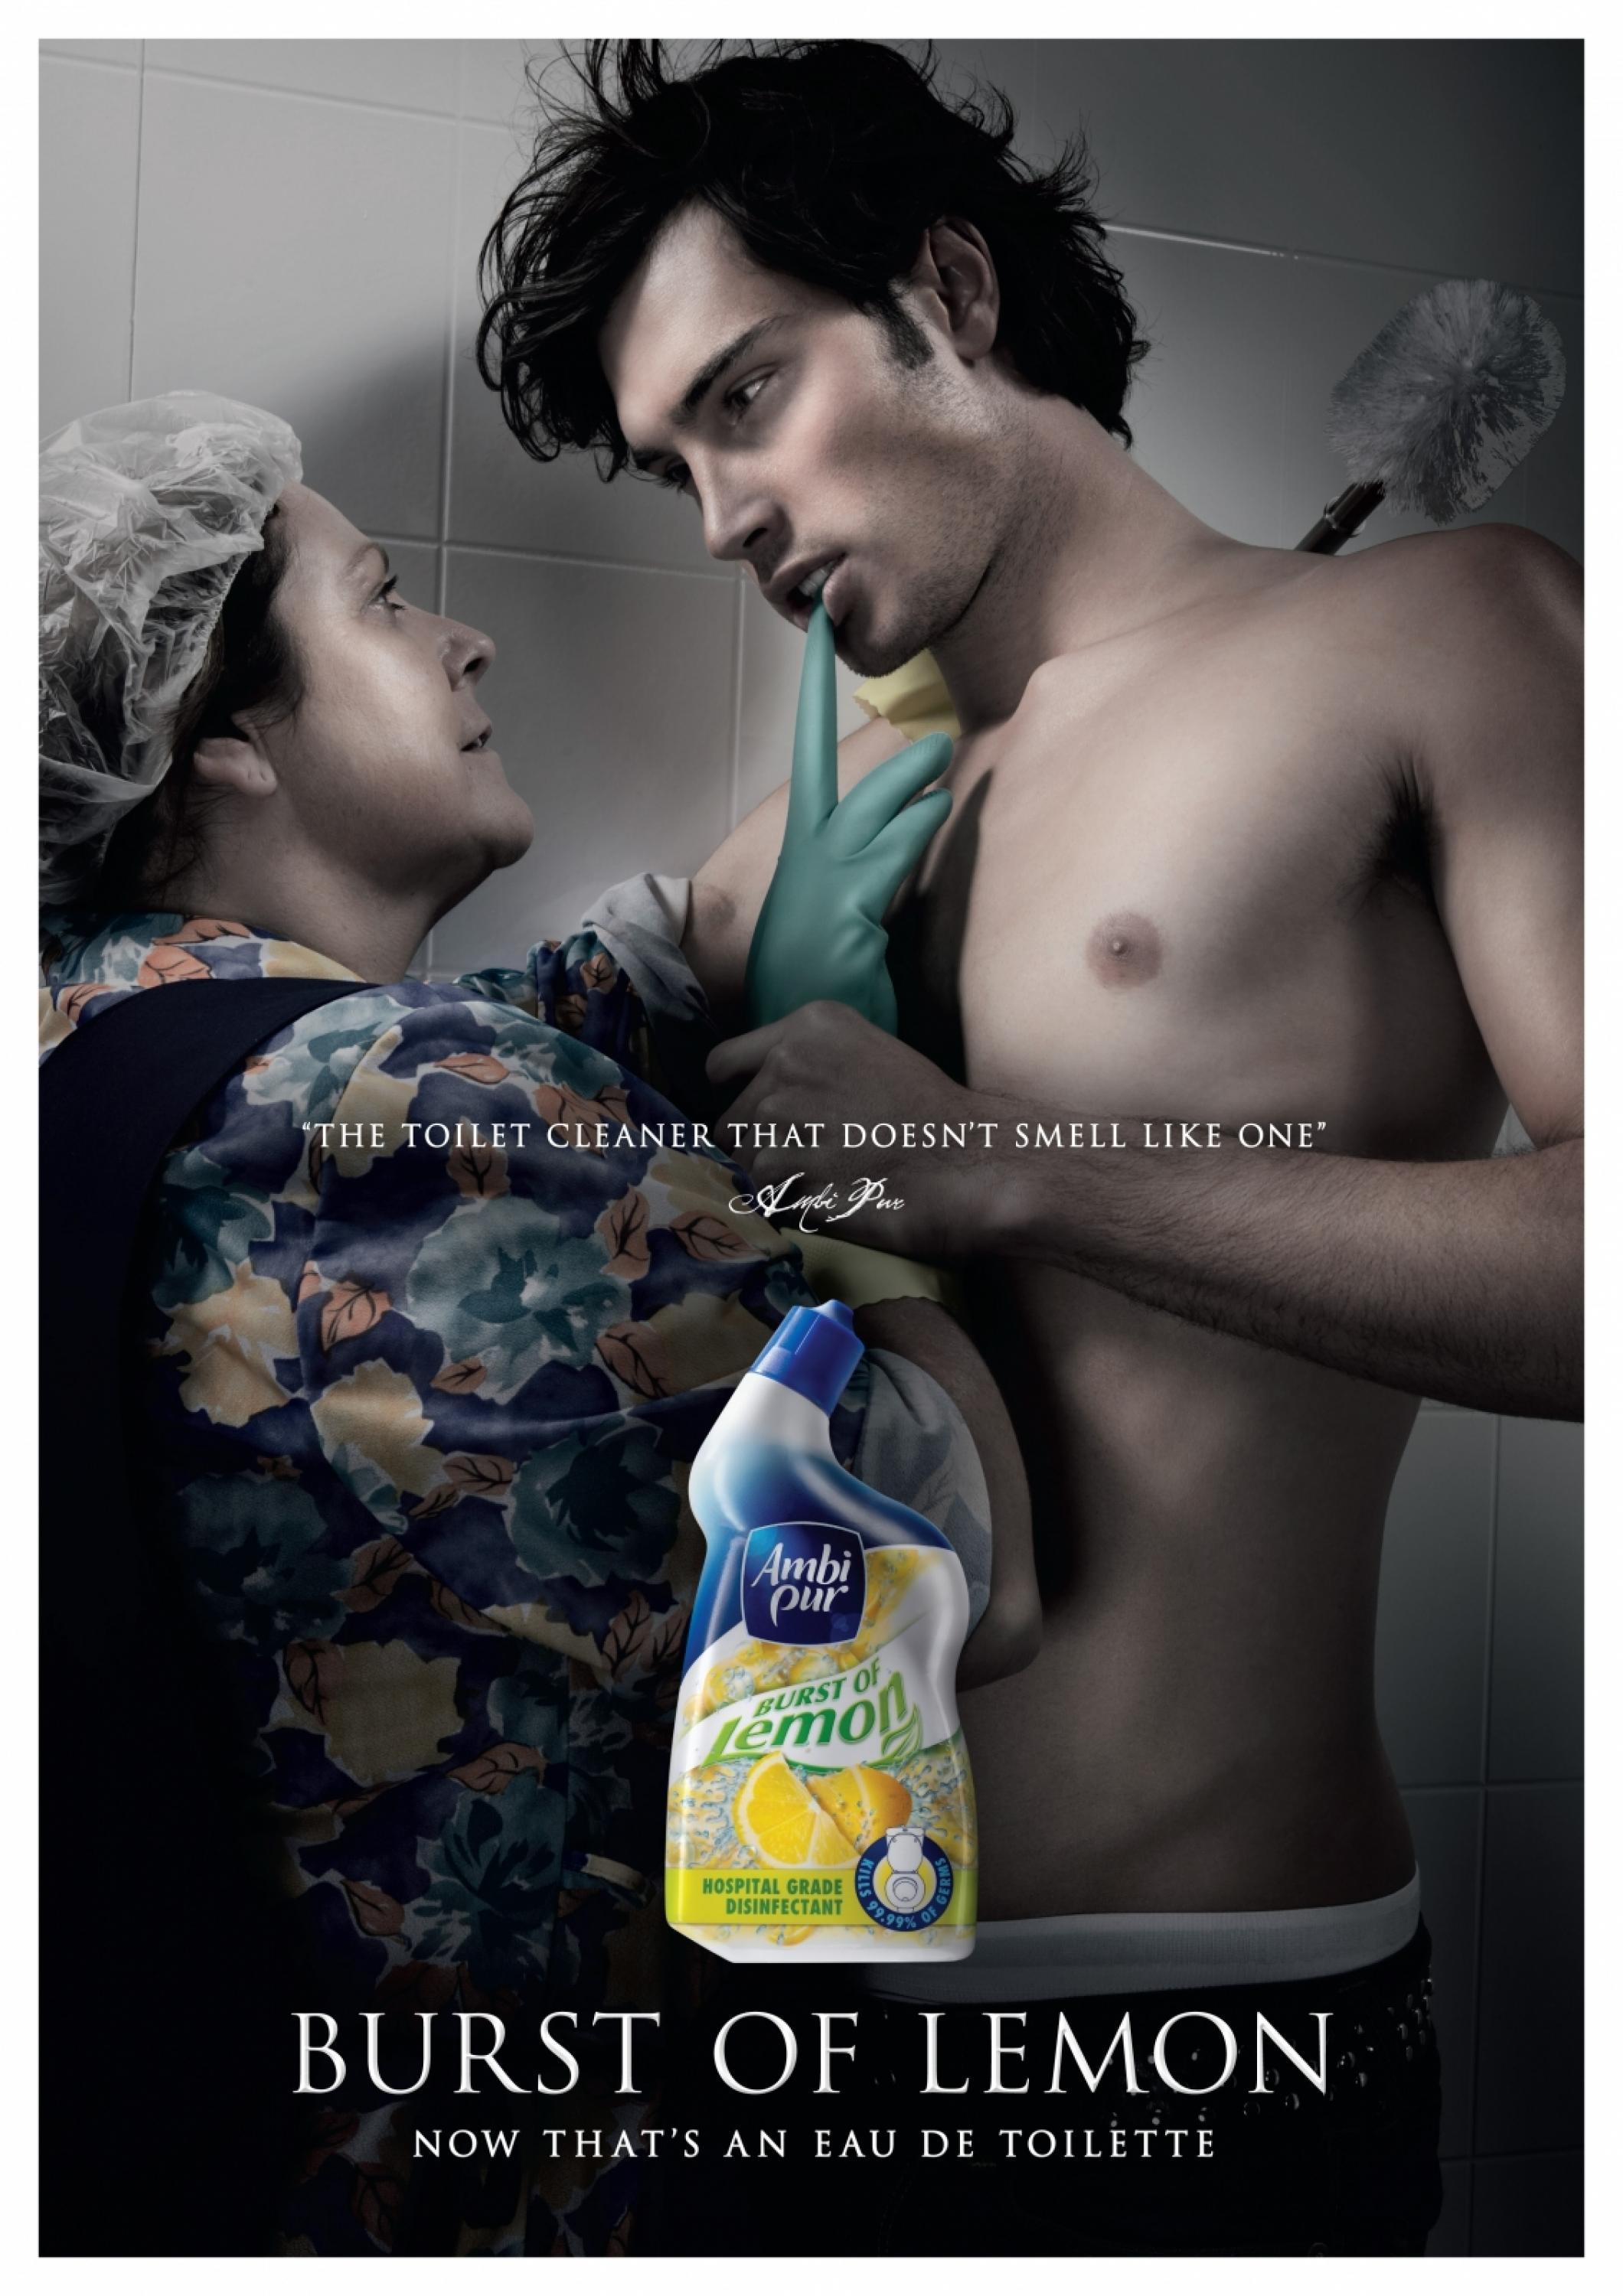 “THE TOILET CLEANER THAT DOESN’T SMELL LIKE ONE”
Ambi Pur
Ambi
pur
BURST OF
Lemon
HOSPITAL GRADE
DISINFECTANT
KILLS 99.99% OF GERMS
BURST OF LEMON
NOW THAT’S AN EAU DE TOILETTE